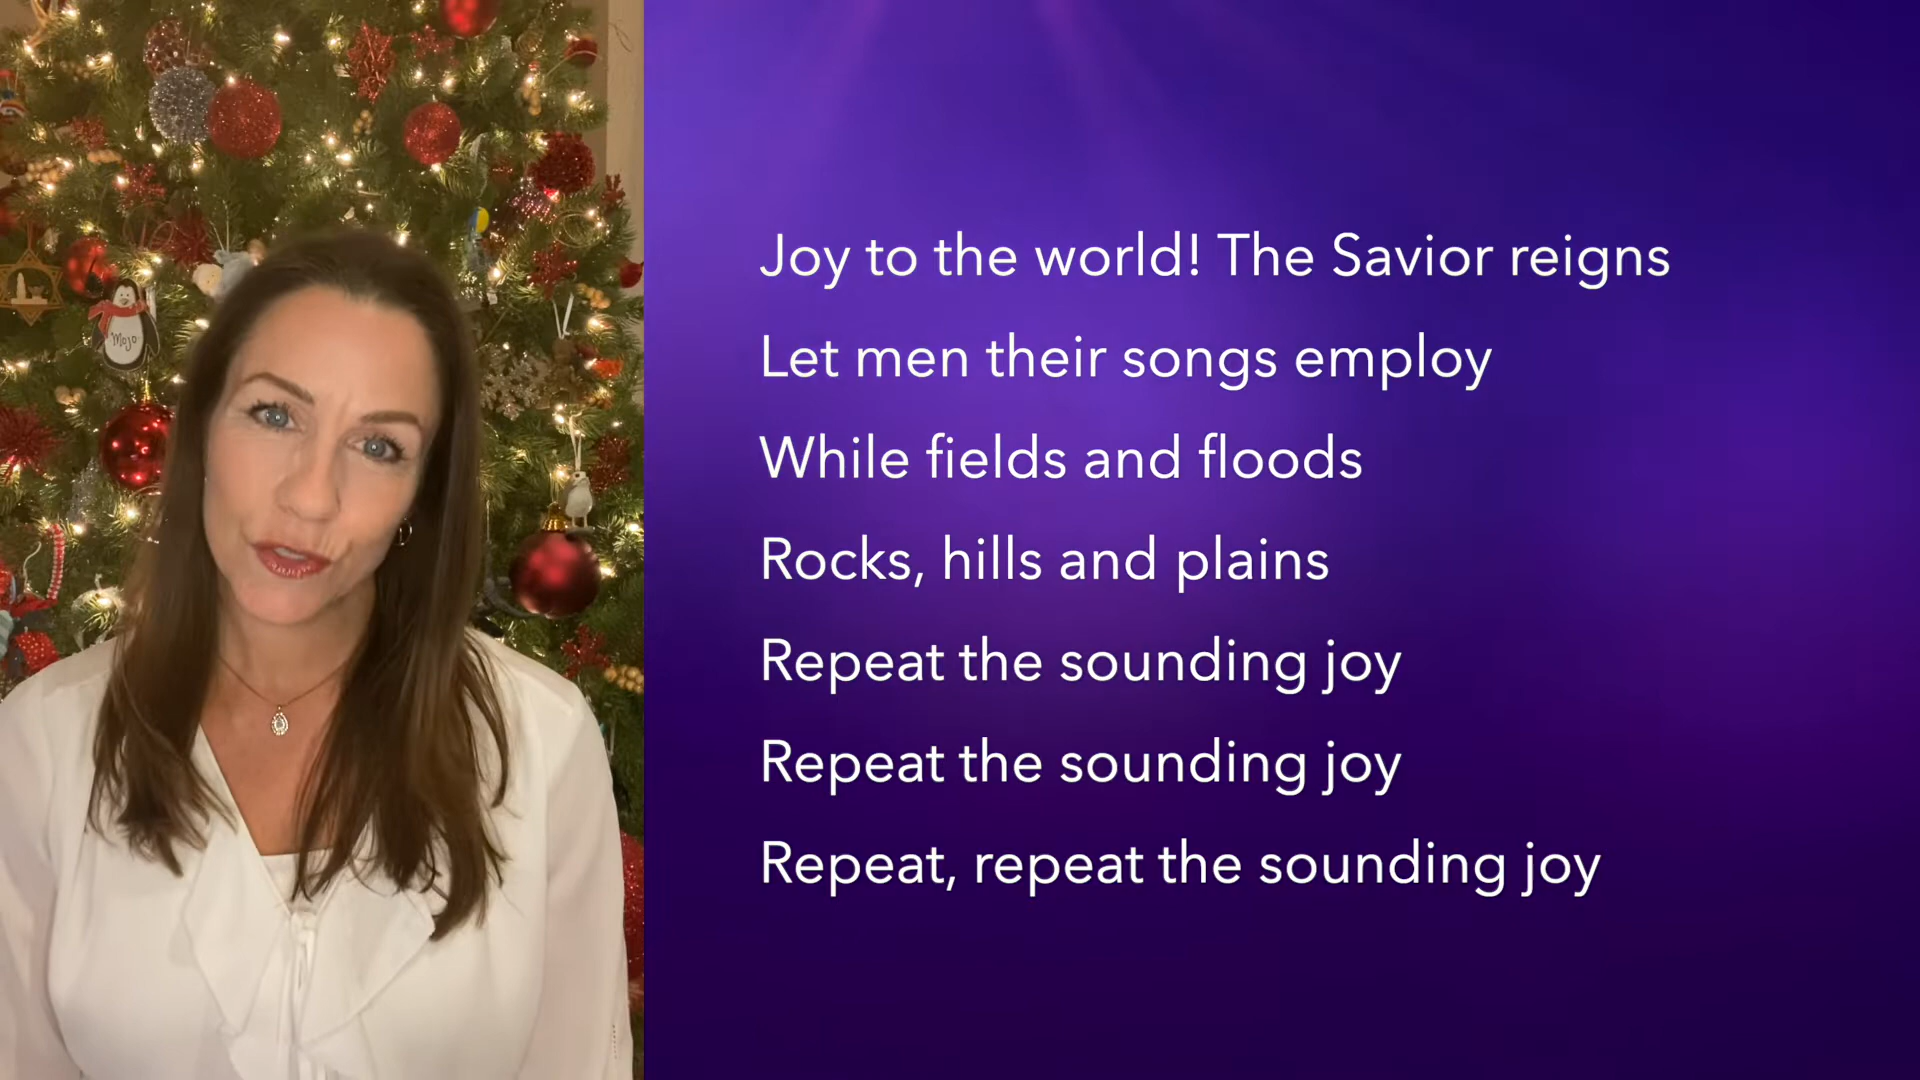 Mojo
Joy to the world! The Savior reigns
Let men their songs employ
While fields and floods
Rocks, hills and plains
Repeat the sounding joy
Repeat the sounding joy
Repeat, repeat the sounding joy